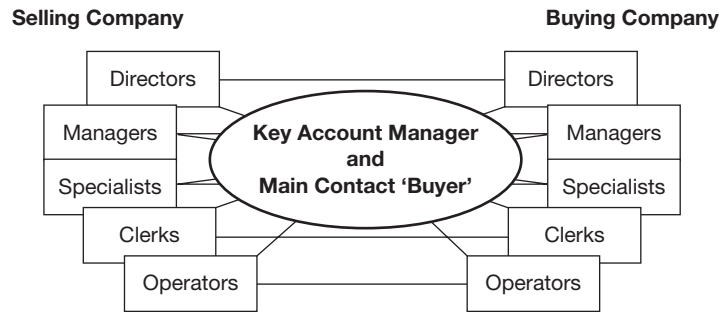 Selling Company
Buying Company
Directors
Directors
Managers
Key Account Manager
and
Main Contact ‘Buyer’
Managers
Specialists
Specialists
Clerks
Clerks
Operators
Operators